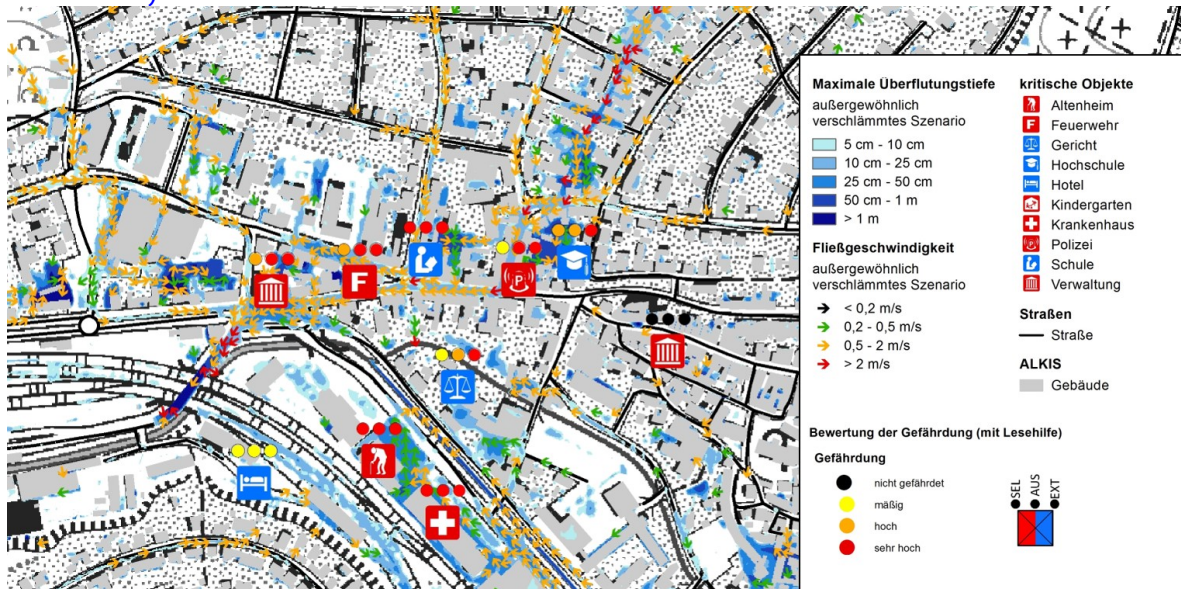 Maximale Überflutungstiefe
außergewöhnlich
verschlämmtes Szenario
5 cm - 10 cm
10 cm - 25 cm
25 cm - 50 cm
50 cm - 1 m
> 1 m
Fließgeschwindigkeit
außergewöhnlich
verschlämmtes Szenario
< 0,2 m/s
0,2 - 0,5 m/s
0,5 - 2 m/s
> 2 m/s
kritische Objekte
Altenheim
F Feuerwehr
Gericht
Hochschule
Hotel
Kindergarten
Krankenhaus
P Polizei
Schule
Verwaltung
Straßen
Straße
ALKIS
Gebäude
Bewertung der Gefährdung (mit Lesehilfe)
Gefährdung
nicht gefährdet
mäßig
hoch
sehr hoch
SEL
AUS
EXT
F
P